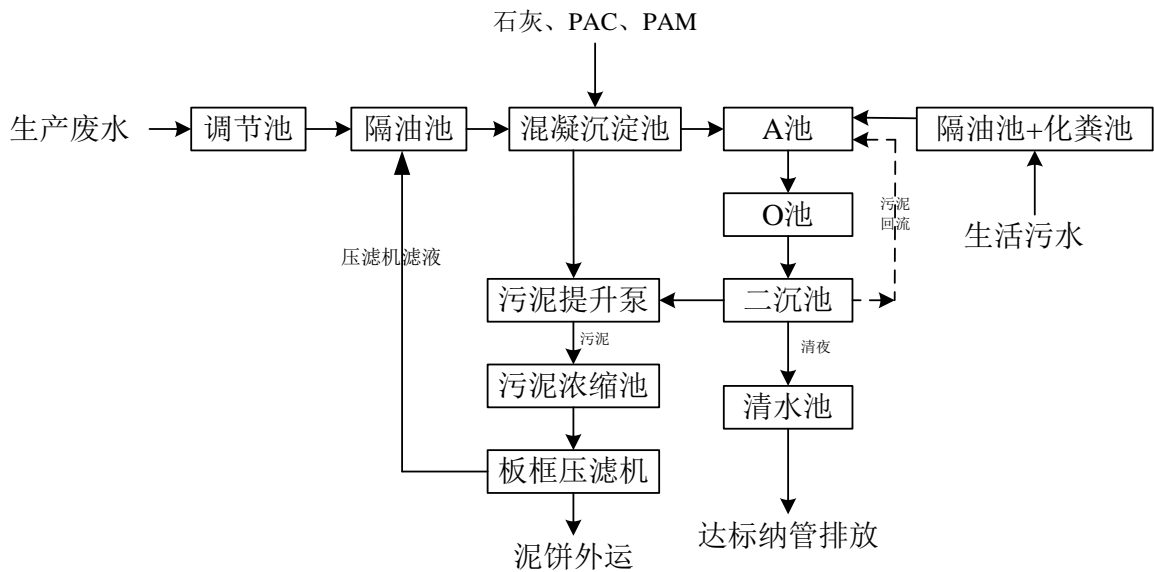 石灰、PAC、PAM
生产废水
调节池
隔油池
混凝沉淀池
A池
隔油池+化粪池
O池
污泥
回流
生活污水
压滤机滤液
污泥提升泵
二沉池
污泥
清夜
污泥浓缩池
清水池
板框压滤机
达标纳管排放
泥饼外运